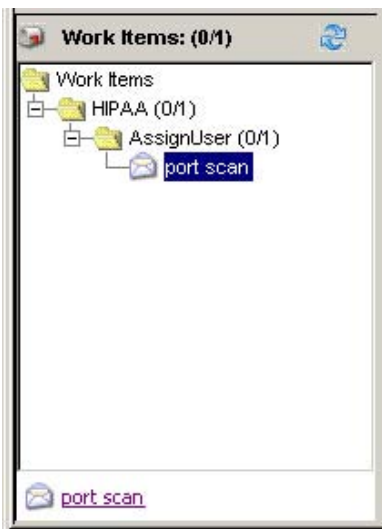 Work Items: (0/1)
Work Items
HIPAA (0/1)
AssignUser (0/1)
port scan
port scan